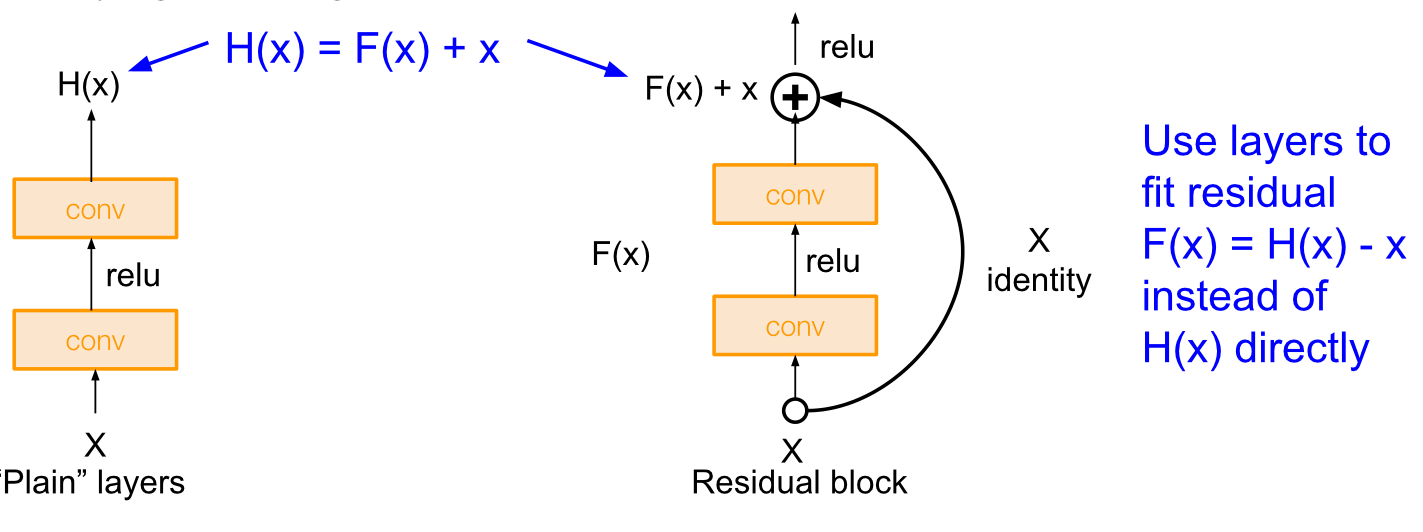 H(x) = F(x) + x
H(x)
conv
relu
conv
X
“Plain” layers
relu
F(x) + x
+
conv
F(x)
relu
conv
X
identity
X
Residual block
Use layers to
fit residual
F(x) = H(x) - x
instead of
H(x) directly